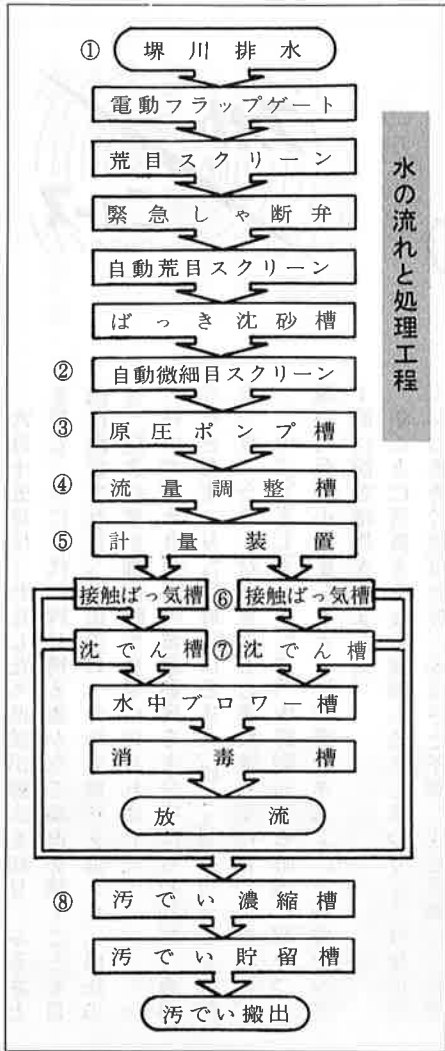 水の流れと処理工程
① 堺川排水
電動フラップゲート
荒目スクリーン
緊急しゃ断弁
自動荒目スクリーン
ばっき沈砂槽
② 自動微細目スクリーン
③ 原圧ポンプ槽
④ 流量調整槽
⑤ 計量装置
接触ばっ気槽 ⑥ 接触ばっ気槽
沈でん槽 ⑦ 沈でん槽
水中ブロワー槽
消毒槽
放流
⑧ 汚でい濃縮槽
汚でい貯留槽
汚でい搬出